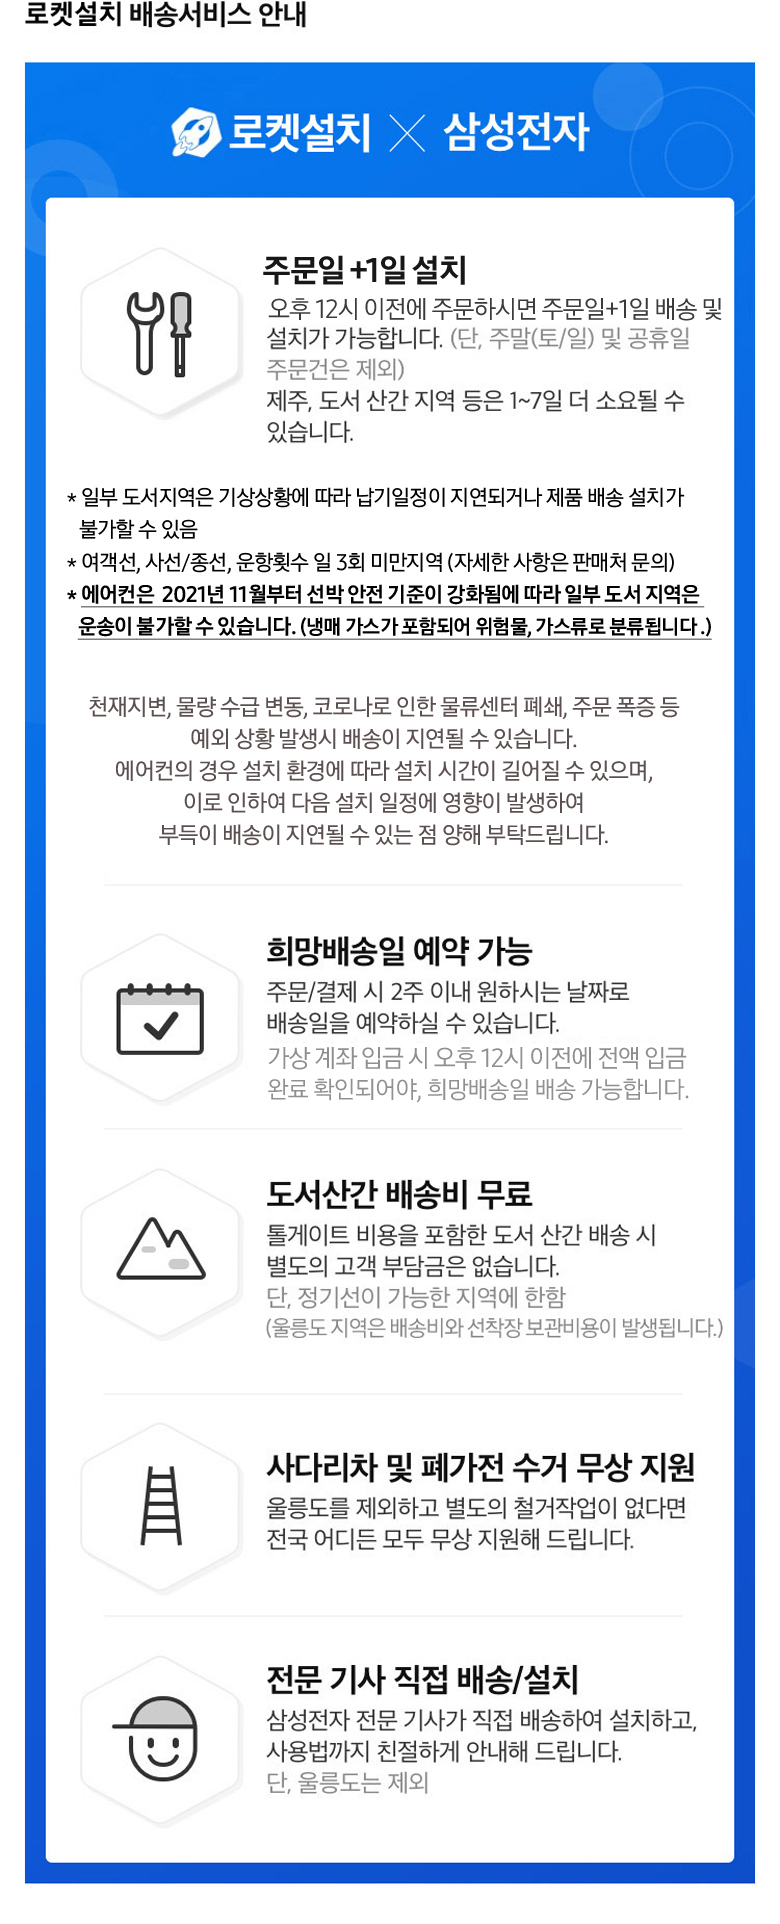 로켓설치 배송서비스 안내
로켓설치 × 삼성전자
주문일 +1일 설치
오후 12시 이전에 주문하시면 주문일+1일 배송 및
설치가 가능합니다. (단, 주말(토/일) 및 공휴일
주문건은 제외)
제주, 도서 산간 지역 등은 1~7일 더 소요될 수
있습니다.
* 일부 도서지역은 기상상황에 따라 납기일정이 지연되거나 제품 배송 설치가
불가할 수 있음
* 여객선, 사선/종선, 운항횟수 일 3회 미만지역 (자세한 사항은 판매처 문의)
* 에어컨은 2021년 11월부터 선박 안전 기준이 강화됨에 따라 일부 도서 지역은
운송이 불가할 수 있습니다. (냉매 가스가 포함되어 위험물, 가스류로 분류됩니다.)
천재지변, 물량 수급 변동, 코로나로 인한 물류센터 폐쇄, 주문 폭증 등
예외 상황 발생시 배송이 지연될 수 있습니다.
에어컨의 경우 설치 환경에 따라 설치 시간이 길어질 수 있으며,
이로 인하여 다음 설치 일정에 영향이 발생하여
부득이 배송이 지연될 수 있는 점 양해 부탁드립니다.
희망배송일 예약 가능
주문/결제 시 2주 이내 원하시는 날짜로
배송일을 예약하실 수 있습니다.
가상 계좌 입금 시 오후 12시 이전에 전액 입금
완료 확인되어야, 희망배송일 배송 가능합니다.
도서산간 배송비 무료
톨게이트 비용을 포함한 도서 산간 배송 시
별도의 고객 부담금은 없습니다.
단, 정기선이 가능한 지역에 한함
(울릉도 지역은 배송비와 선착장 보관비용이 발생됩니다.)
사다리차 및 폐가전 수거 무상 지원
울릉도를 제외하고 별도의 철거작업이 없다면
전국 어디든 모두 무상 지원해 드립니다.
전문 기사 직접 배송/설치
삼성전자 전문 기사가 직접 배송하여 설치하고,
사용법까지 친절하게 안내해 드립니다.
단, 울릉도는 제외